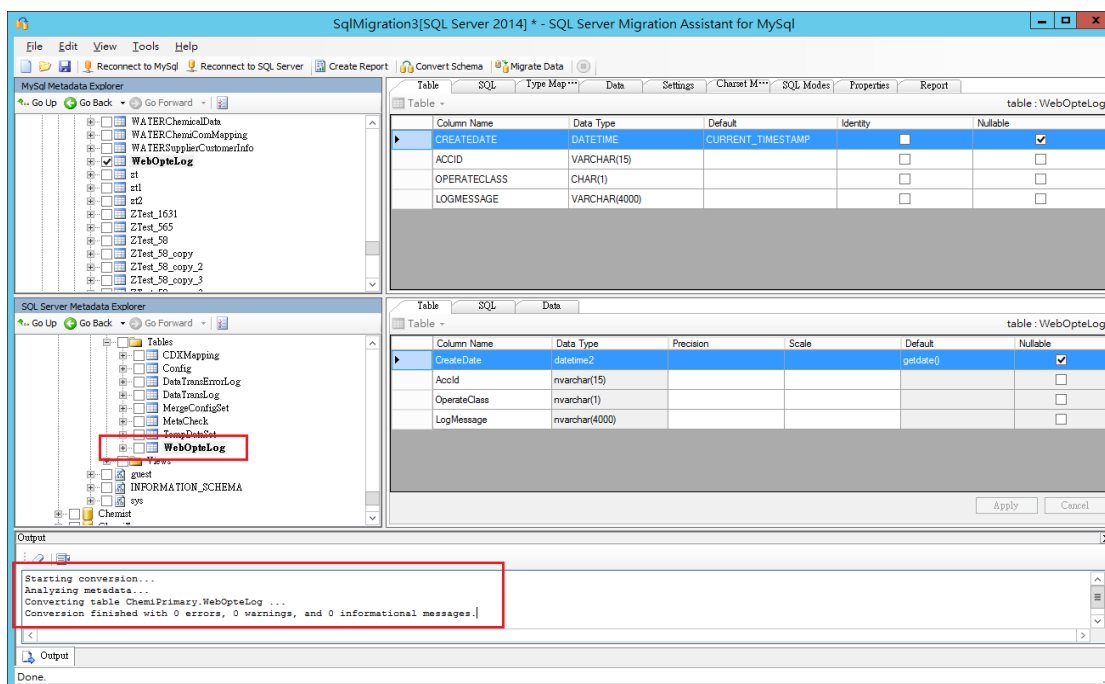 SqlMigration3[SQL Server 2014] * - SQL Server Migration Assistant for MySql
File Edit View Tools Help
Reconnect to MySql Reconnect to SQL Server Create Report Convert Schema Migrate Data
MySql Metadata Explorer
Go Up Go Back Go Forward
WATERChemicalData
WATERChemiComMapping
WATERSupplierCustomerInfo
WebOpteLog
zt
zt1
zt2
ZTest_1631
ZTest_565
ZTest_58
ZTest_58_copy
ZTest_58_copy_2
ZTest_58_copy_3
Table SQL Type Map··· Data Settings Charset M··· SQL Modes Properties Report
Table table : WebOpteLog
Column Name Data Type Default Identity Nullable
CREATEDATE DATETIME CURRENT_TIMESTAMP
ACCID VARCHAR(15)
OPERATECLASS CHAR(1)
LOGMESSAGE VARCHAR(4000)
SQL Server Metadata Explorer
Go Up Go Back Go Forward
Tables
CDXMapping
Config
DataTransErrorLog
DataTransLog
MergeConfigSet
MetaCheck
TempDataSet
WebOpteLog
Views
guest
INFORMATION_SCHEMA
sys
Chemist
Table SQL Data
Table table : WebOpteLog
Column Name Data Type Precision Scale Default Nullable
CreateDate datetime2 getdate()
AccId nvarchar(15)
OperateClass nvarchar(1)
LogMessage nvarchar(4000)
Apply Cancel
Output
Starting conversion...
Analyzing metadata...
Converting table ChemiPrimary.WebOpteLog ...
Conversion finished with 0 errors, 0 warnings, and 0 informational messages.
Output
Done.